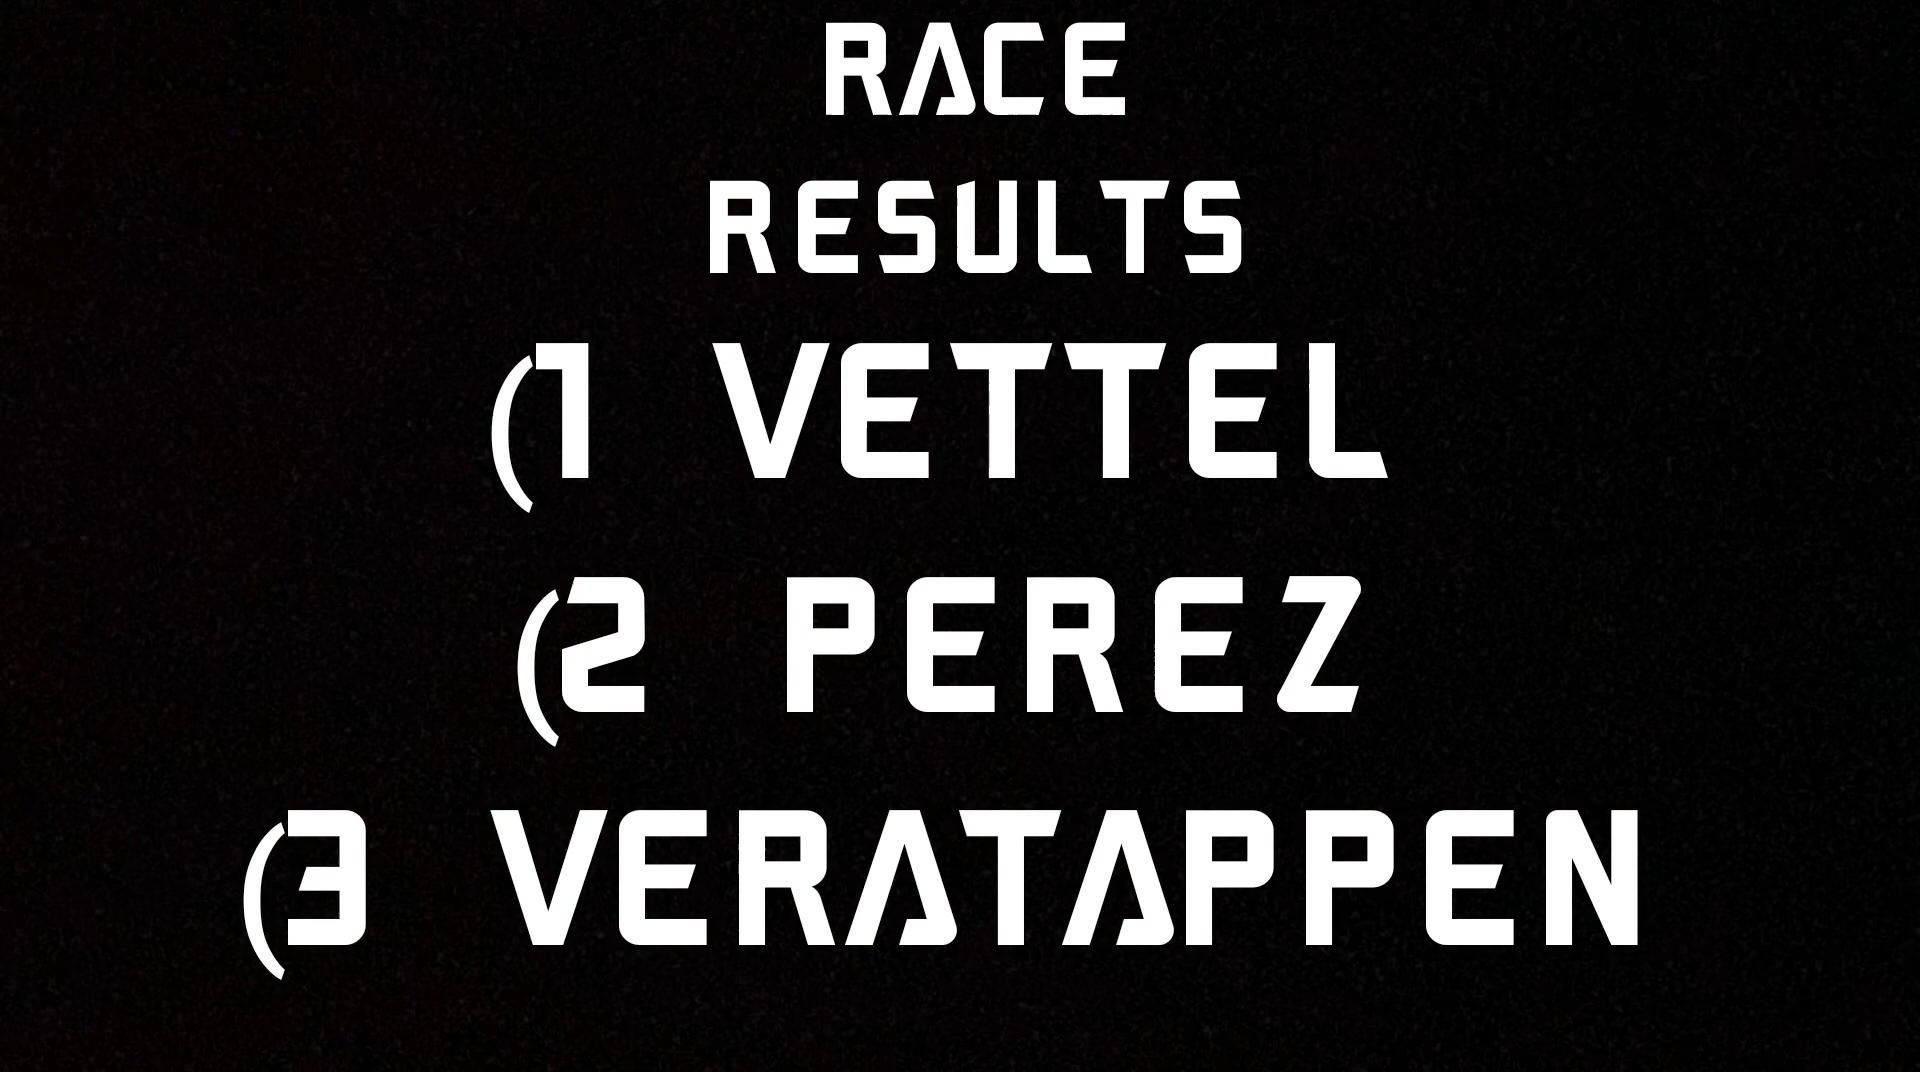 RACE
RESULTS
(1 VETTEL
(2 PEREZ
(3 VERATAPPEN